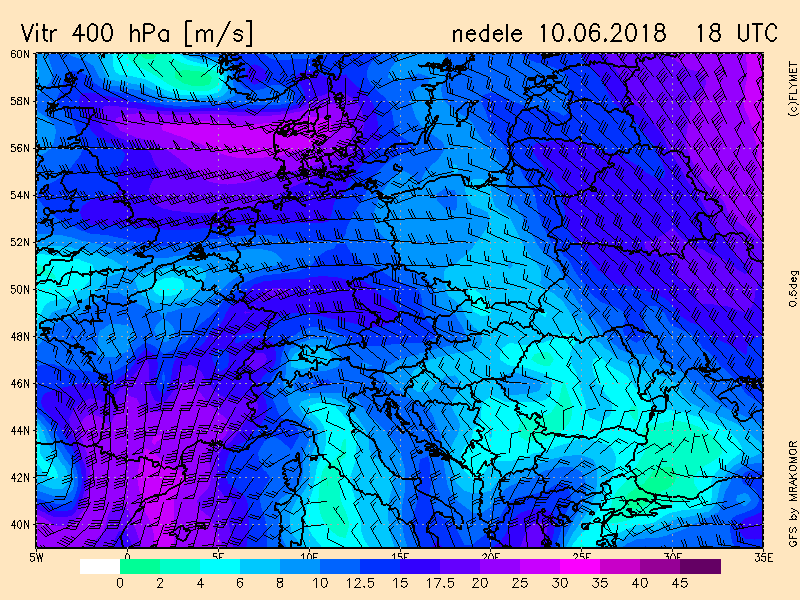 Vitr 400 hPa [m/s]
nedele 10.06.2018 18 UTC
60N
58N
56N
54N
52N
50N
48N
46N
44N
42N
40N
5W 0 5E 10E 15E 20E 25E 30E 35E
0 2 4 6 8 10 12.5 15 17.5 20 25 30 35 40 45
(c)FLYMET
0.5deg
GFS by MRAKOMOR